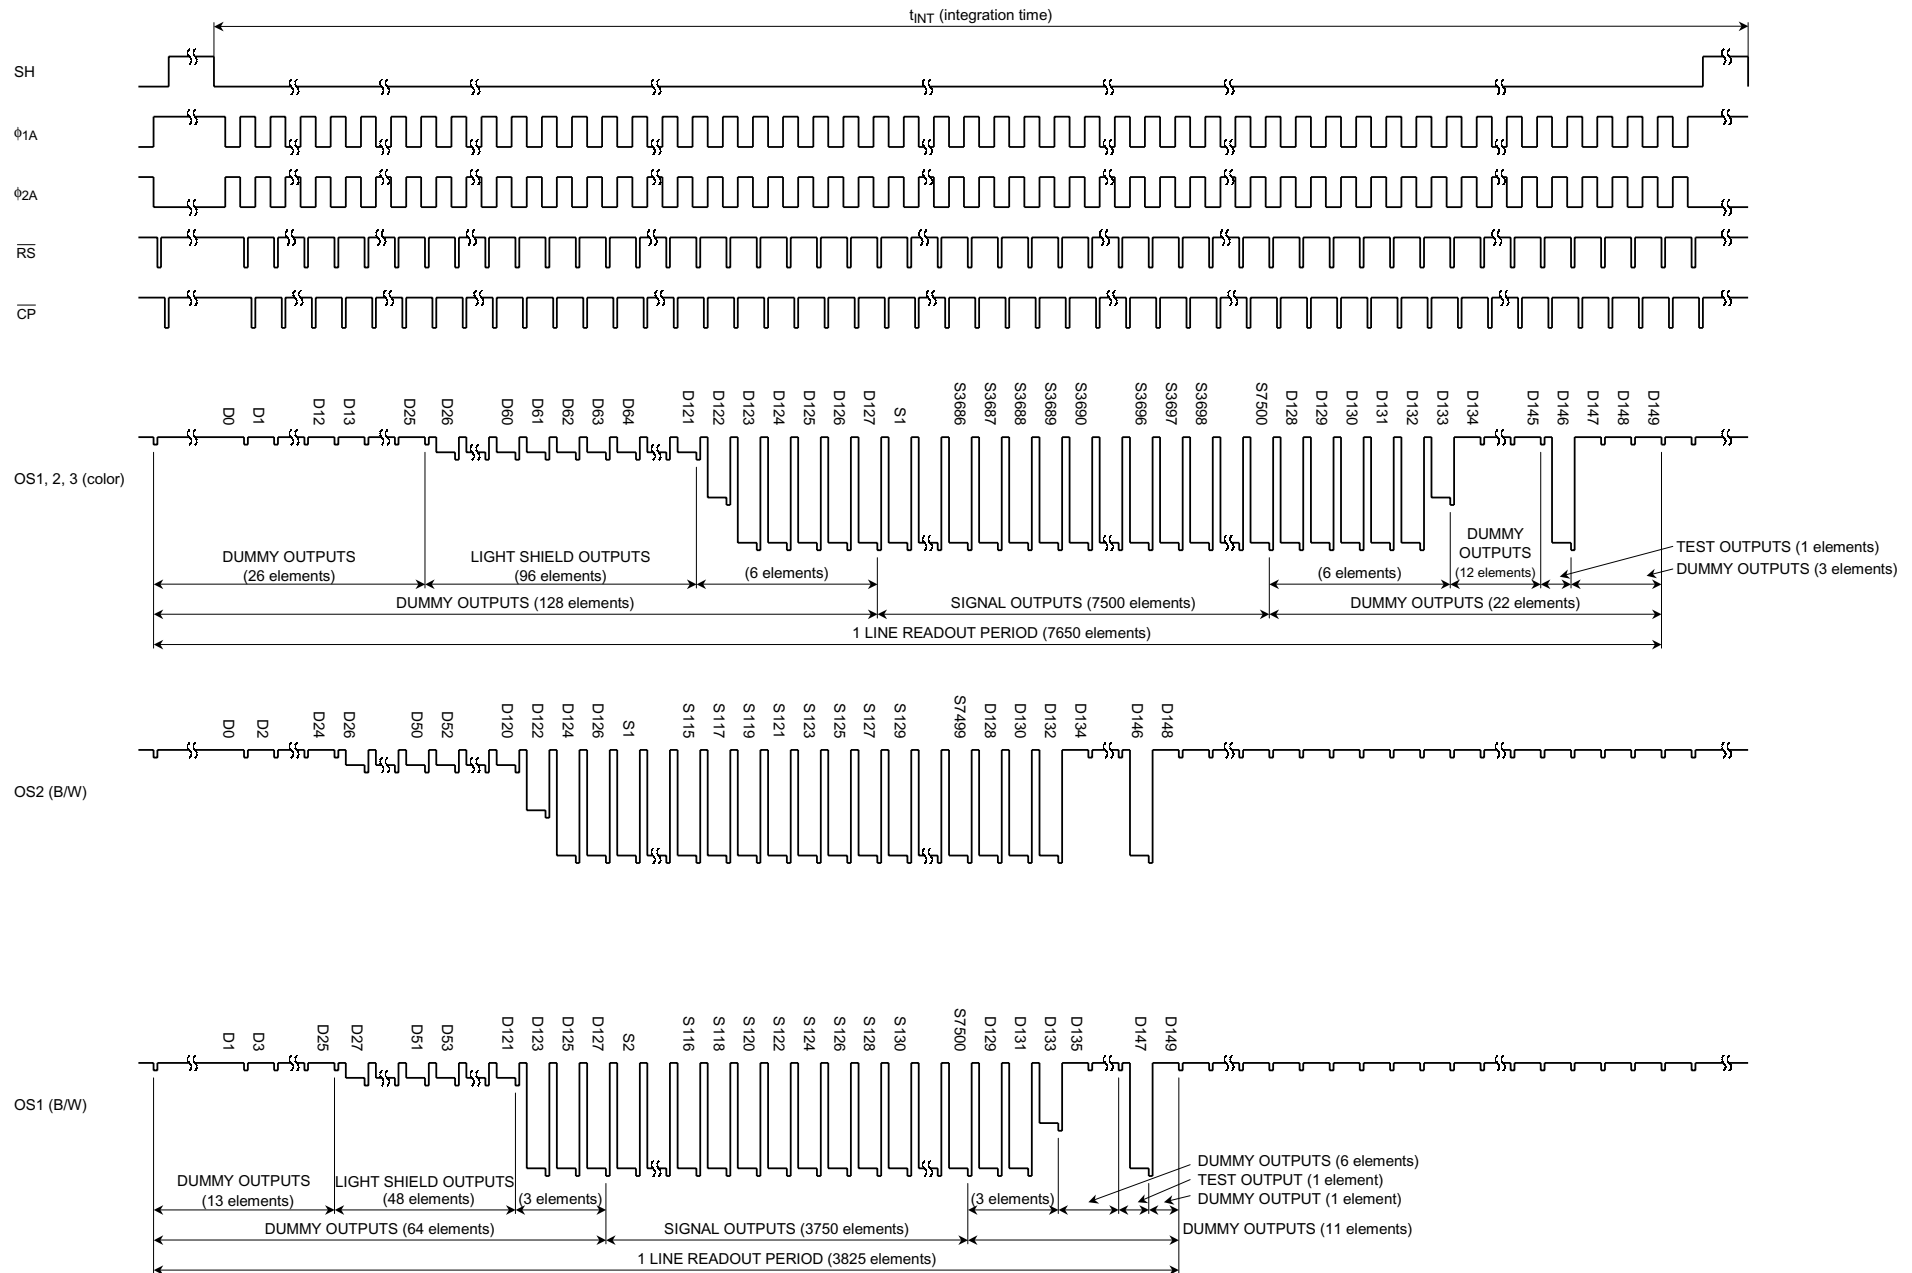 tINT (integration time)
SH
ϕ1A
ϕ2A
RS
CP
D0 D1 D12 D13 D25 D26 D60 D61 D62 D63 D64 D121 D122 D123 D124 D125 D126 D127 S1 S3686 S3687 S3688 S3689 S3690 S3696 S3697 S3698 S7500 D128 D129 D130 D131 D132 D133 D134 D145 D146 D147 D148 D149
OS1, 2, 3 (color)
DUMMY OUTPUTS
(26 elements)
LIGHT SHIELD OUTPUTS
(96 elements)
(6 elements)
(6 elements)
DUMMY
OUTPUTS
(12 elements)
TEST OUTPUTS (1 elements)
DUMMY OUTPUTS (3 elements)
DUMMY OUTPUTS (128 elements)
SIGNAL OUTPUTS (7500 elements)
DUMMY OUTPUTS (22 elements)
1 LINE READOUT PERIOD (7650 elements)
D0 D2 D24 D26 D50 D52 D120 D122 D124 D126 S1 S115 S117 S119 S121 S123 S125 S127 S129 S7499 D128 D130 D132 D134 D146 D148
OS2 (B/W)
D1 D3 D25 D27 D51 D53 D121 D123 D125 D127 S2 S116 S118 S120 S122 S124 S126 S128 S130 S7500 D129 D131 D133 D135 D147 D149
OS1 (B/W)
DUMMY OUTPUTS
(13 elements)
LIGHT SHIELD OUTPUTS
(48 elements)
(3 elements)
(3 elements)
DUMMY OUTPUTS (6 elements)
TEST OUTPUT (1 element)
DUMMY OUTPUT (1 element)
DUMMY OUTPUTS (64 elements)
SIGNAL OUTPUTS (3750 elements)
DUMMY OUTPUTS (11 elements)
1 LINE READOUT PERIOD (3825 elements)